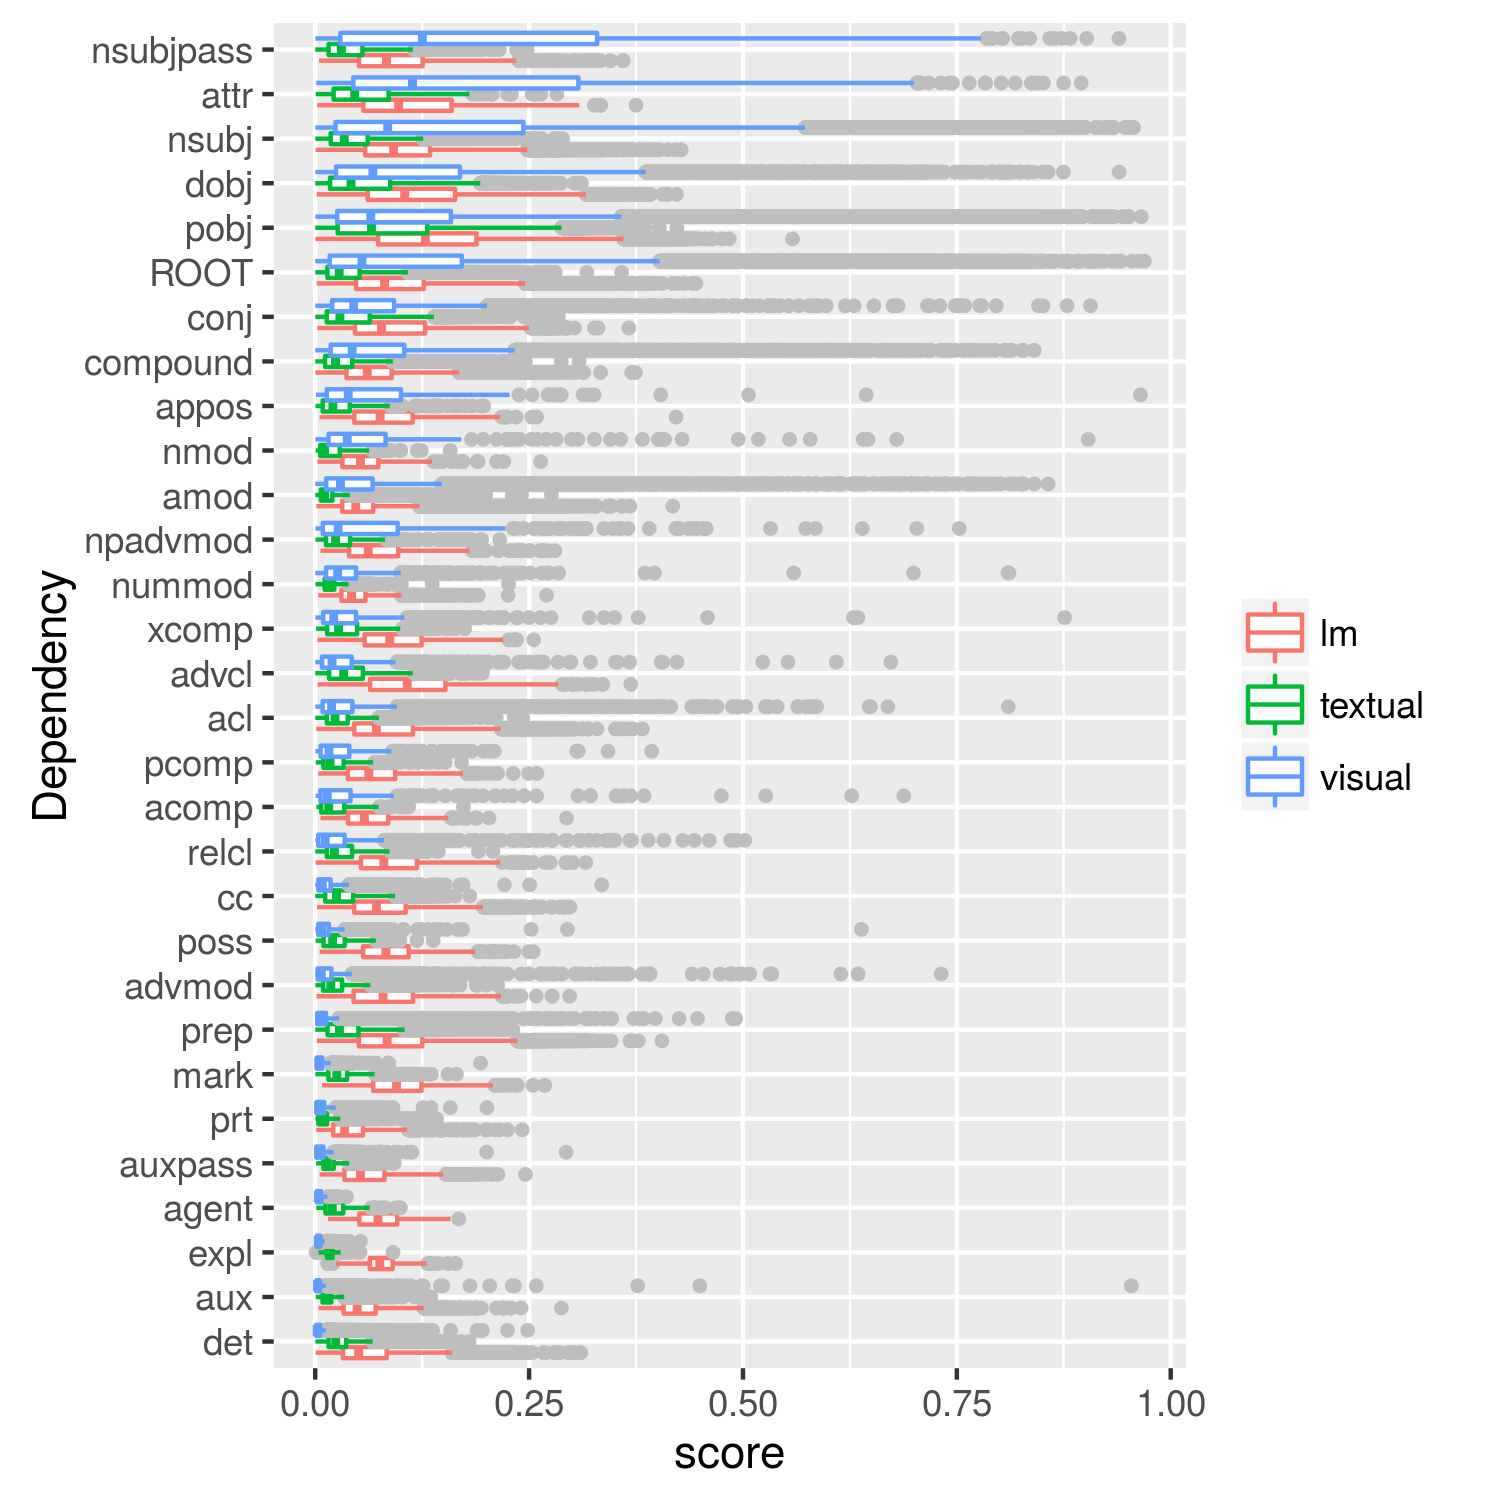 nsubjpass
attr
nsubj
dobj
pobj
ROOT
conj
compound
appos
nmod
amod
npadvmod
nummod
xcomp
advcl
acl
pcomp
acomp
relcl
cc
poss
advmod
prep
mark
prt
auxpass
agent
expl
aux
det
Dependency
0.00 0.25 0.50 0.75 1.00
score
lm
textual
visual